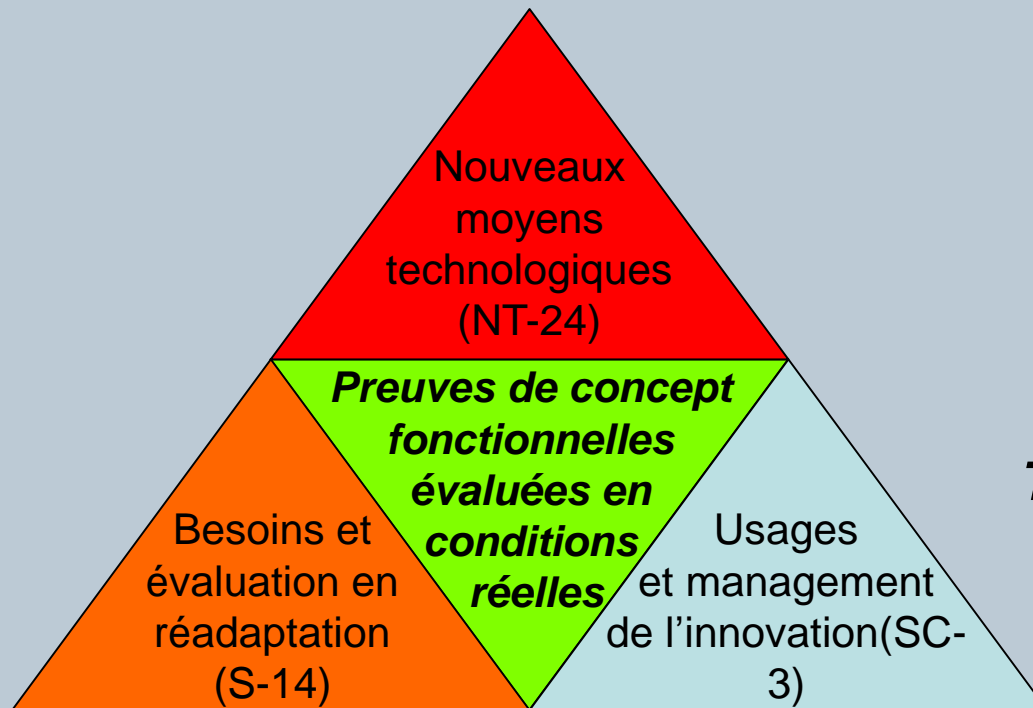 Nouveaux
moyens
technologiques
(NT-24)
Preuves de concept
fonctionnelles
évaluées en
conditions
réelles
Besoins et
évaluation en
réadaptation
(S-14)
Usages
et management
de l’innovation(SC-
3)